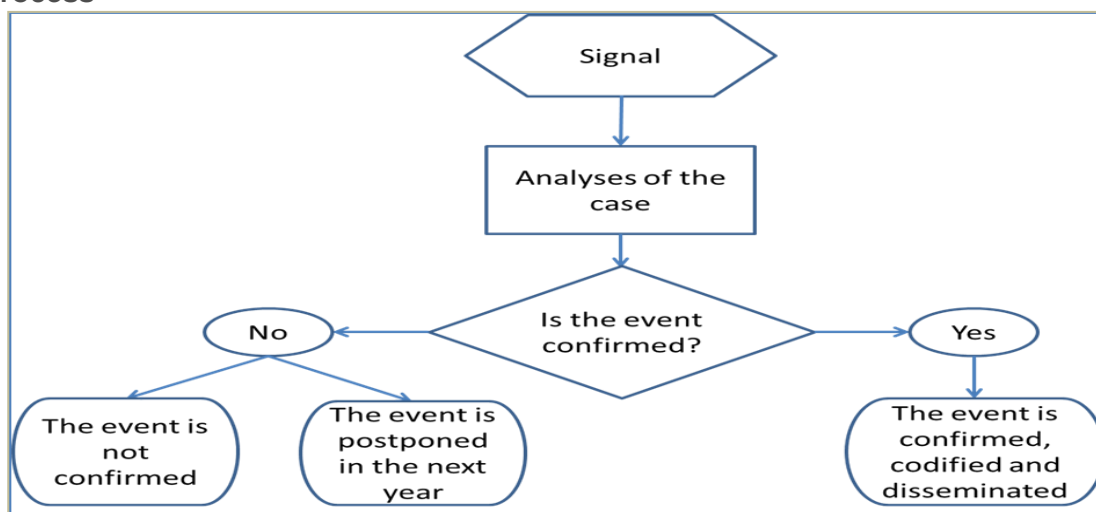 Signal
Analyses of the
case
Is the event
confirmed?
No
Yes
The event is
not
confirmed
The event is
postponed
in the next
year
The event is
confirmed,
codified and
disseminated